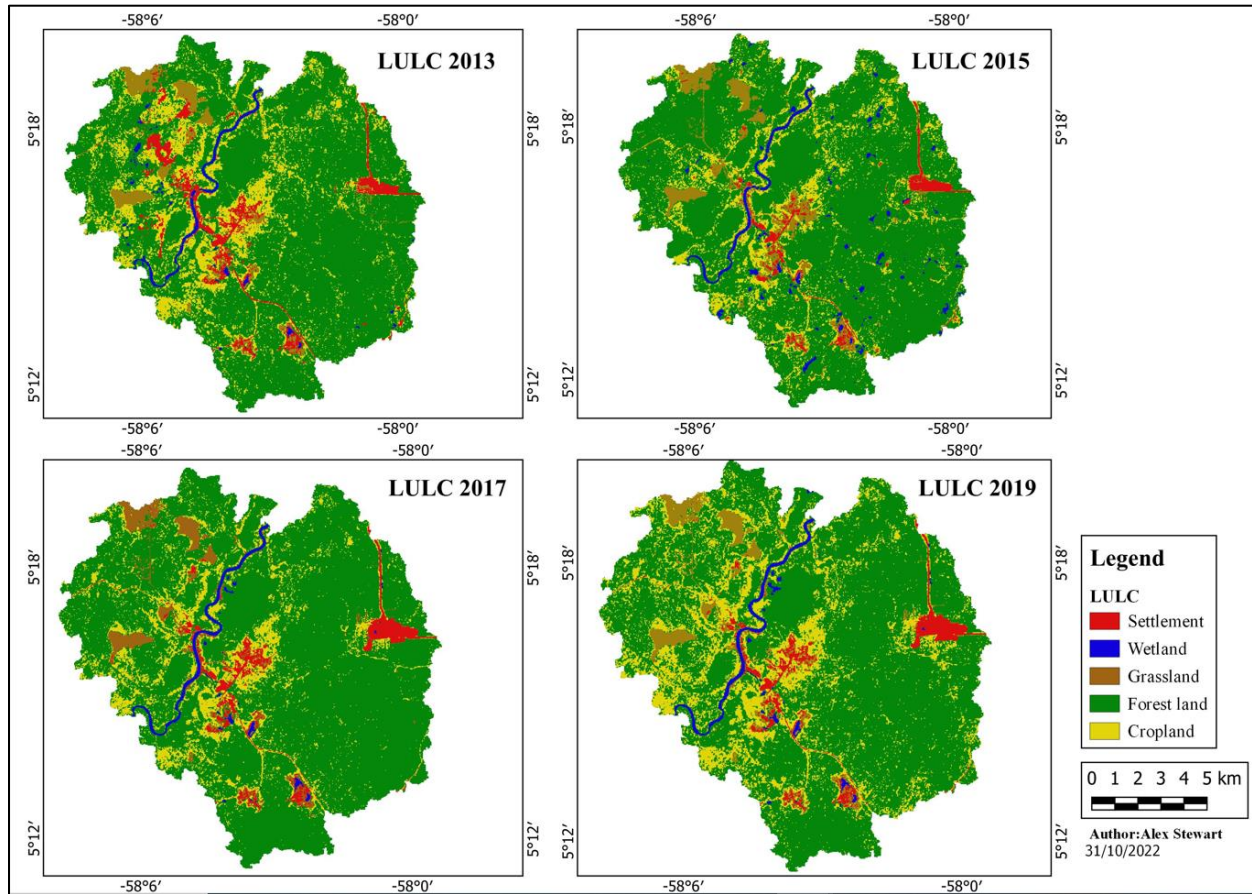 -58°6′ -58°0′ -58°6′ -58°0′
LULC 2013
LULC 2015
5°18′ 5°18′ 5°18′ 5°18′
5°12′ 5°12′ 5°12′ 5°12′
-58°6′ -58°0′ -58°6′ -58°0′
-58°6′ -58°0′ -58°6′ -58°0′
LULC 2017
LULC 2019
5°18′ 5°18′ 5°18′ 5°18′
5°12′ 5°12′ 5°12′ 5°12′
-58°6′ -58°0′ -58°6′ -58°0′
Legend
LULC
Settlement
Wetland
Grassland
Forest land
Cropland
0 1 2 3 4 5 km
Author:Alex Stewart
31/10/2022